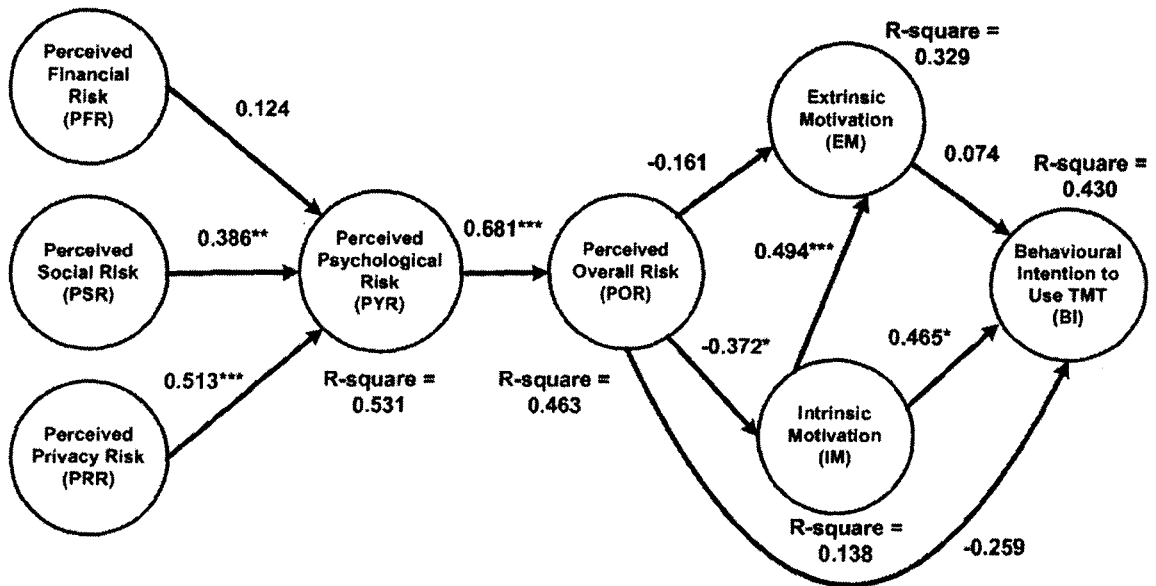 Perceived
Financial
Risk
(PFR)
0.124
Perceived
Social Risk
(PSR)
0.386**
Perceived
Privacy Risk
(PRR)
0.513***
Perceived
Psychological
Risk
(PYR)
R-square =
0.531
0.681***
Perceived
Overall Risk
(POR)
R-square =
0.463
-0.161
-0.372*
Extrinsic
Motivation
(EM)
R-square =
0.329
0.494***
Intrinsic
Motivation
(IM)
R-square =
0.138
0.074
0.465*
-0.259
R-square =
0.430
Behavioural
Intention to
Use TMT
(BI)